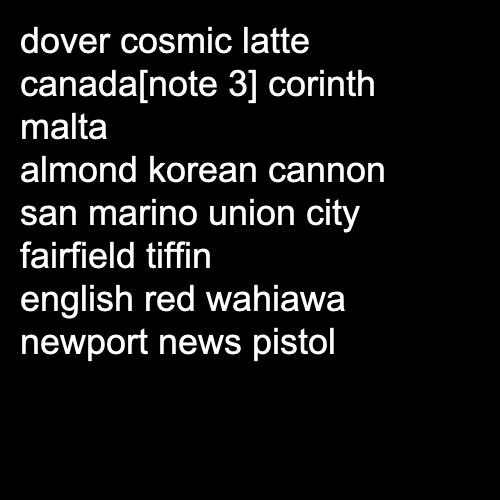 dover cosmic latte
canada[note 3] corinth
malta
almond korean cannon
san marino union city
fairfield tiffin
english red wahiawa
newport news pistol